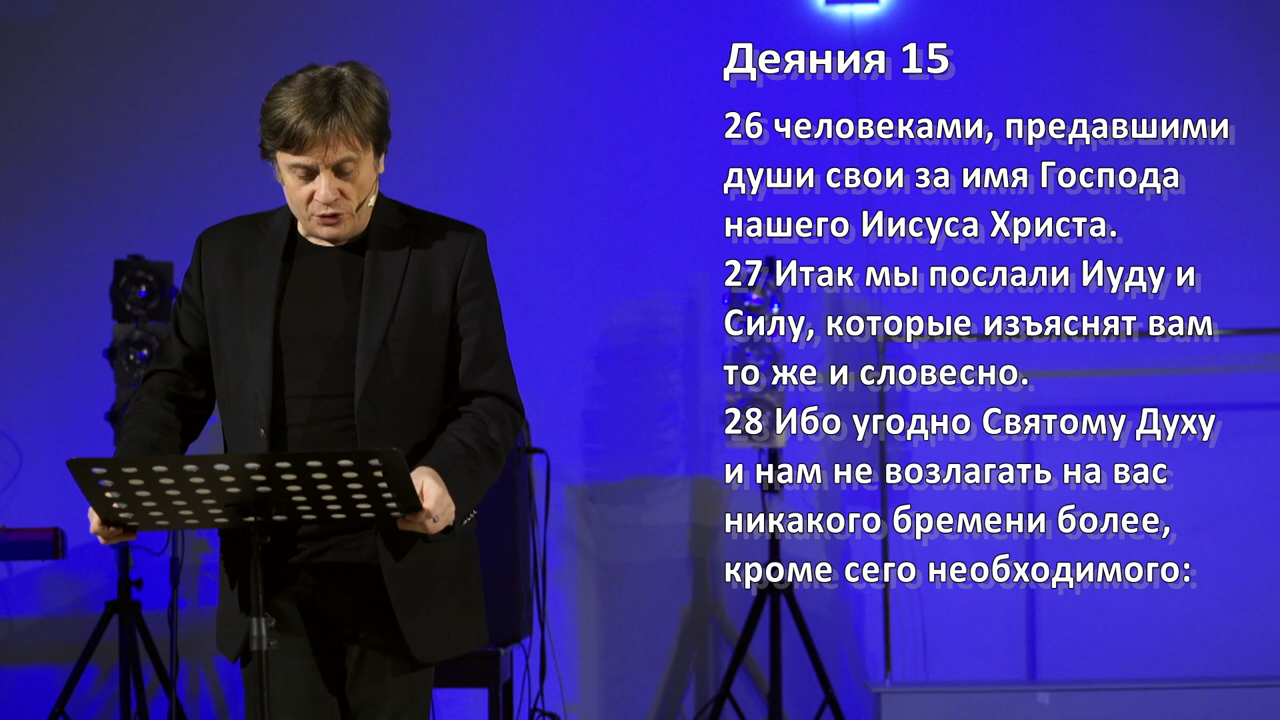 Деяния 15
26 человеками, предавшими
души свои за имя Господа
нашего Иисуса Христа.
27 Итак мы послали Иуду и
Силу, которые изъяснят вам
то же и словесно.
28 Ибо угодно Святому Духу
и нам не возлагать на вас
никакого бремени более,
кроме сего необходимого: